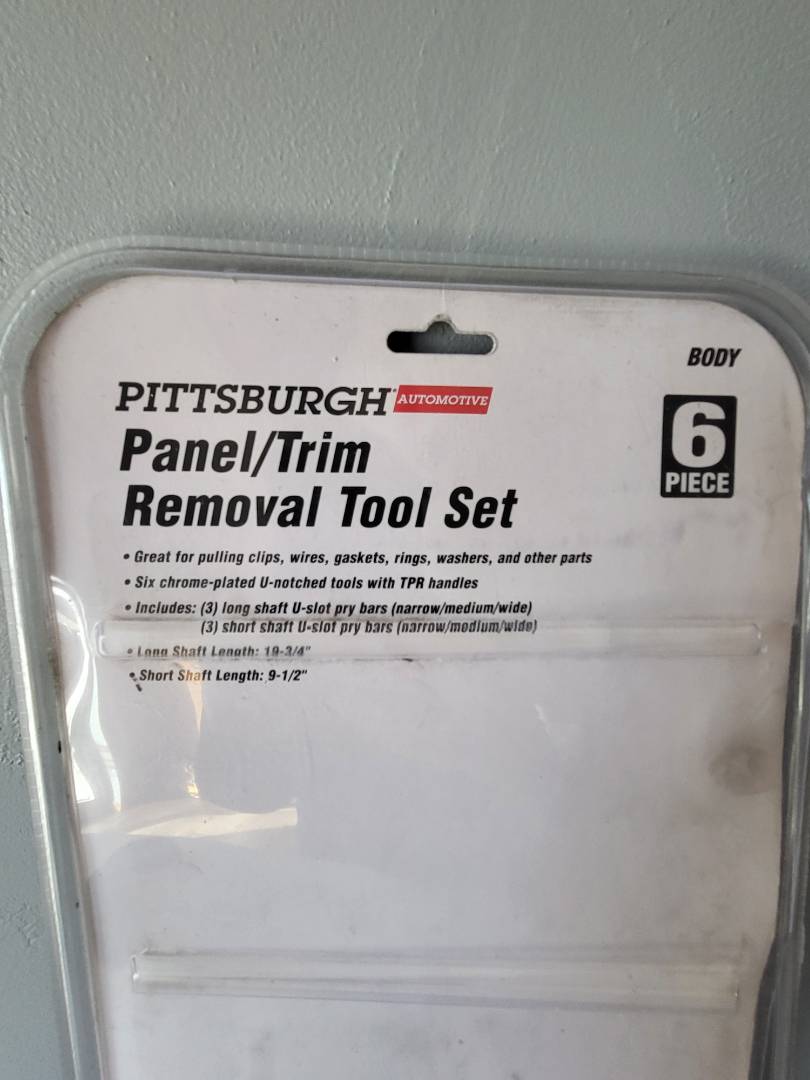 BODY
PITTSBURGH AUTOMOTIVE
6
PIECE
Panel/Trim
Removal Tool Set
• Great for pulling clips, wires, gaskets, rings, washers, and other parts
• Six chrome-plated U-notched tools with TPR handles
• Includes: (3) long shaft U-slot pry bars (narrow/medium/wide)
(3) short shaft U-slot pry bars (narrow/medium/wide)
• Long Shaft Length: 19-3/4"
• Short Shaft Length: 9-1/2"